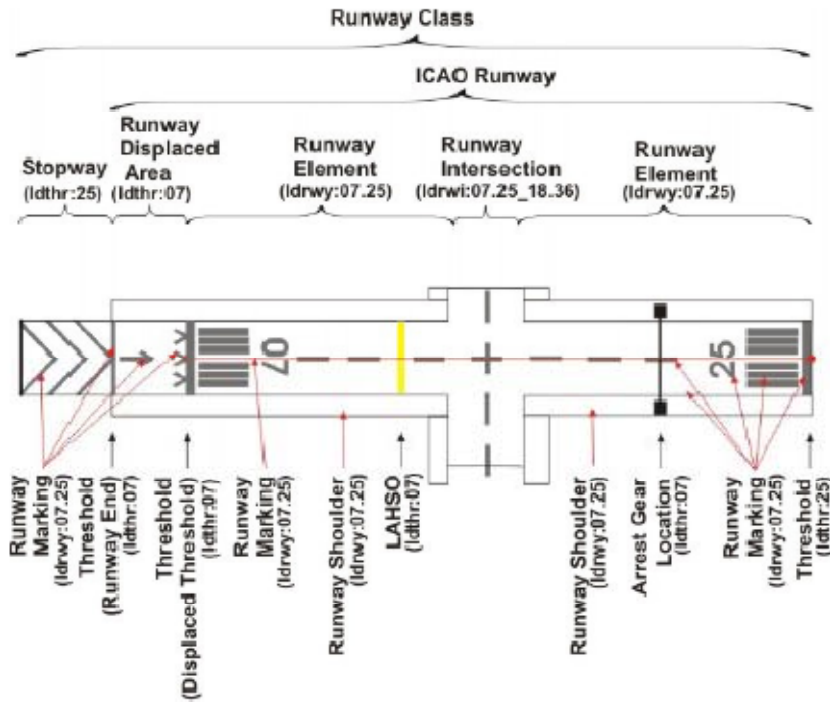 Runway Class
ICAO Runway
Stopway
(Idthr:25)
Runway
Displaced
Area
(Idthr:07)
Runway
Element
(Idrwy:07.25)
Runway
Intersection
(Idrwi:07.25_18.36)
Runway
Element
(Idrwy:07.25)
07
25
Runway
Marking
(Idrwy:07.25)
Threshold
(Runway End)
(Idthr:07)
Threshold
(Displaced Threshold)
(Idthr:07)
Runway
Marking
(Idrwy:07.25)
Runway Shoulder
(Idrwy:07.25)
LAHSO
(Idthr:07)
Runway Shoulder
(Idrwy:07.25)
Arrest Gear
Location
(Idthr:07)
Runway
Marking
(Idrwy:07.25)
Threshold
(Idthr:25)